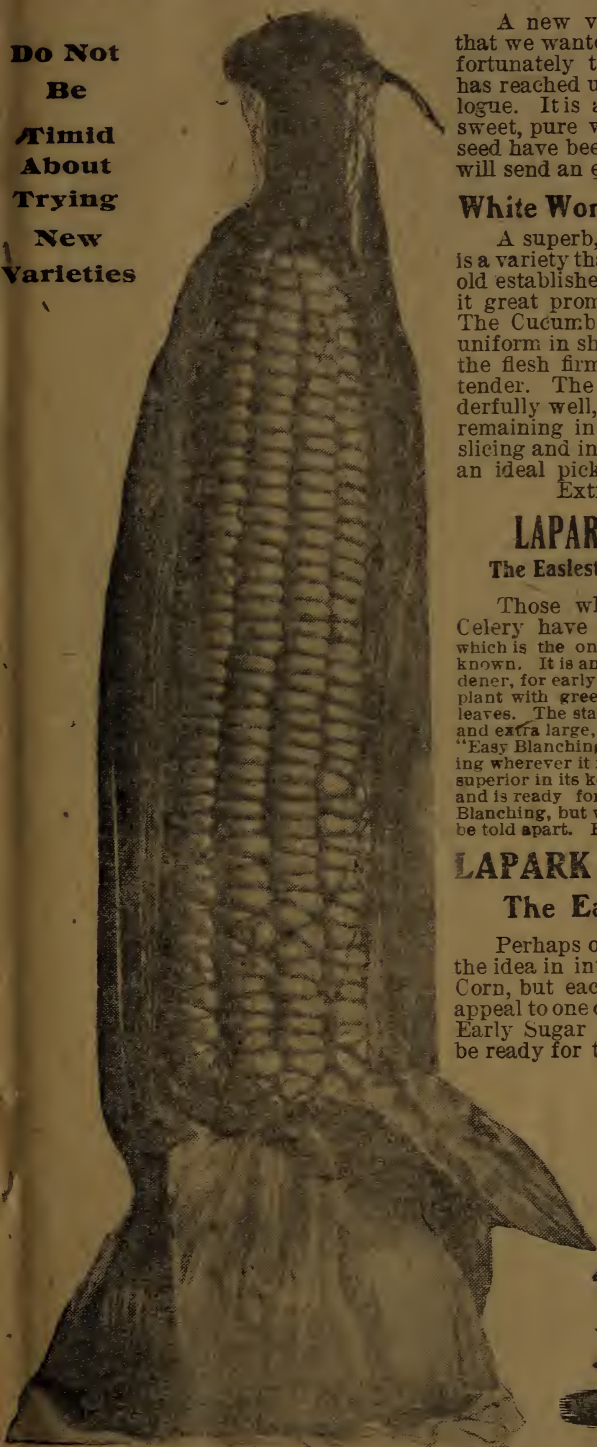 Do Not
Be
Timid
About
Trying
New
Varieties
A new v
that we wante
fortunately t
has reached u
logue. It is a
sweet, pure v
seed have bee
will send an e
White Wor
A superb,
is a variety tha
old establishe
it great prom
The Cucumb
uniform in sh
the flesh firm
tender. The
derfully well,
remaining in
slicing and in
an ideal pick
Ext
LAPAR
The Easiest
Those wh
Celery have
which is the on
known. It is an
dener, for early
plant with gree
leaves. The sta
and extra large,
"Easy Blanching
ing wherever it i
superior in its k
and is ready for
Blanching, but w
be told apart.
LAPARK
The Ea
Perhaps o
the idea in in
Corn, but eac
appeal to one o
Early Sugar
be ready for t